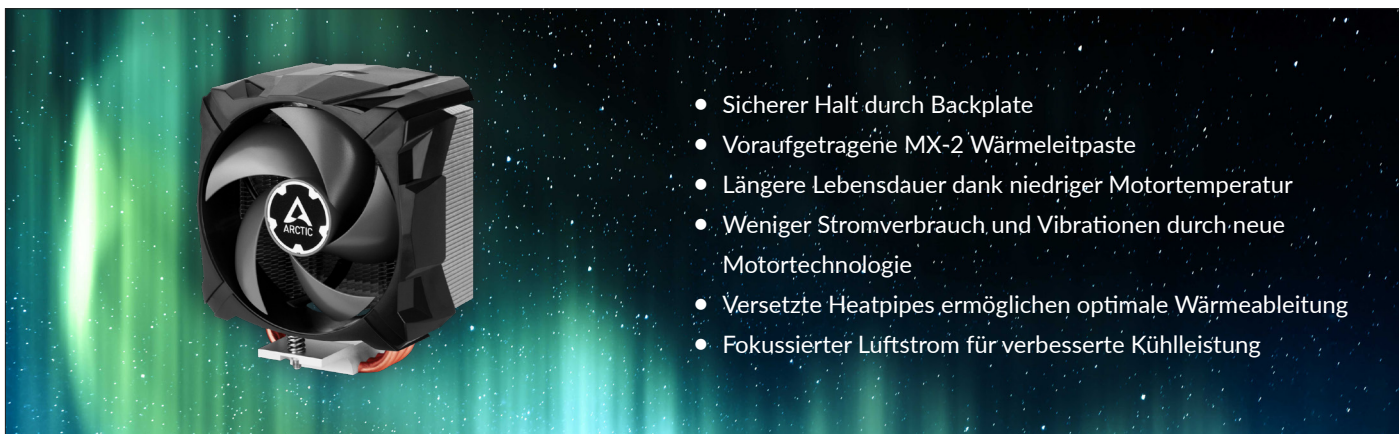 ARCTIC
● Sicherer Halt durch Backplate
● Voraufgetragene MX-2 Wärmeleitpaste
● Längere Lebensdauer dank niedriger Motortemperatur
● Weniger Stromverbrauch und Vibrationen durch neue
Motortechnologie
● Versetzte Heatpipes ermöglichen optimale Wärmeableitung
● Fokussierter Luftstrom für verbesserte Kühlleistung